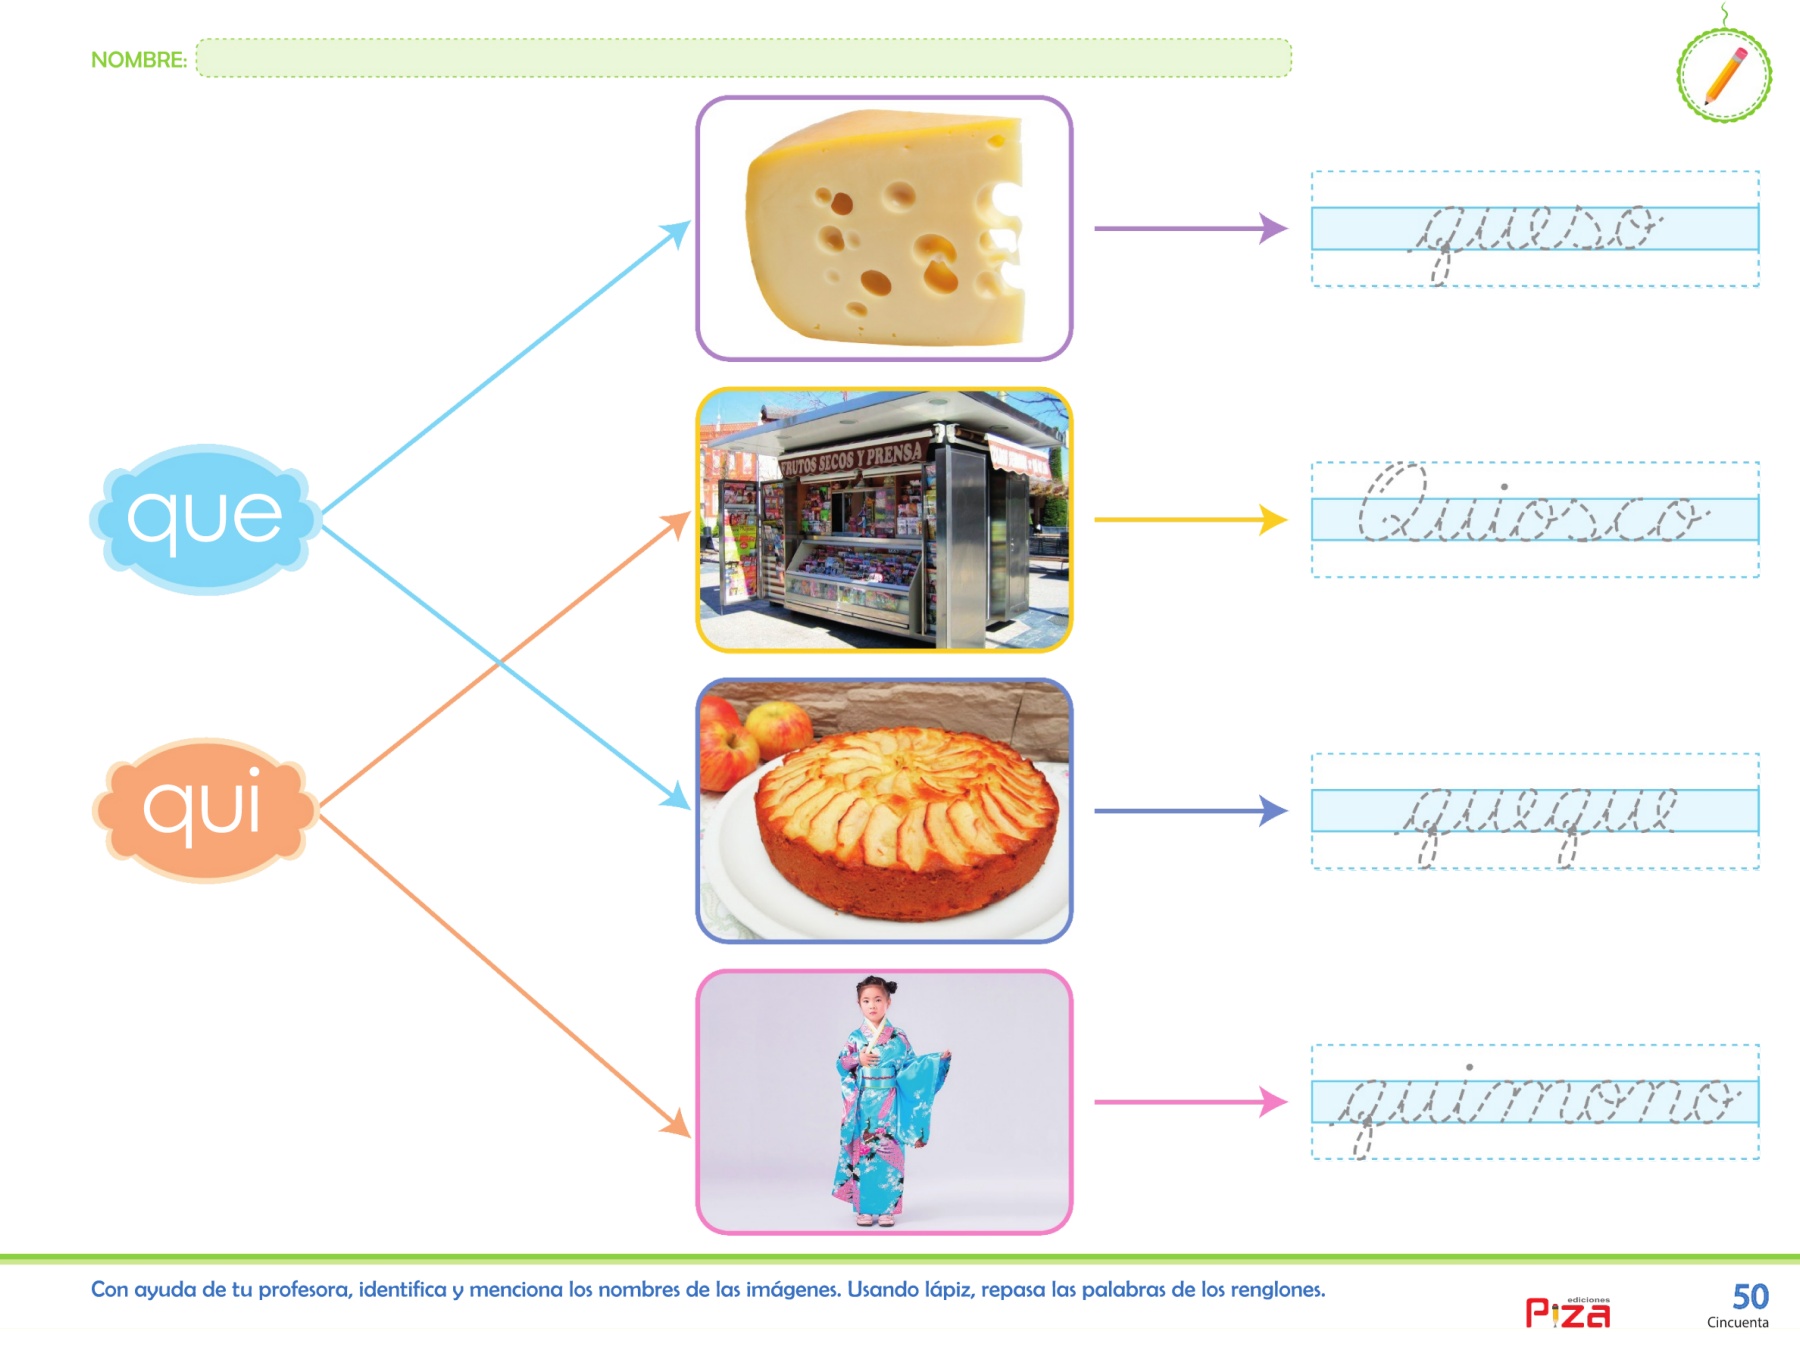 NOMBRE:
queso
FRUTOS SECOS Y PRENSA
que
Quiosco
qui
queque
quimono
Con ayuda de tu profesora, identifica y menciona los nombres de las imágenes. Usando lápiz, repasa las palabras de los renglones.
ediciones
Piza
50
Cincuenta